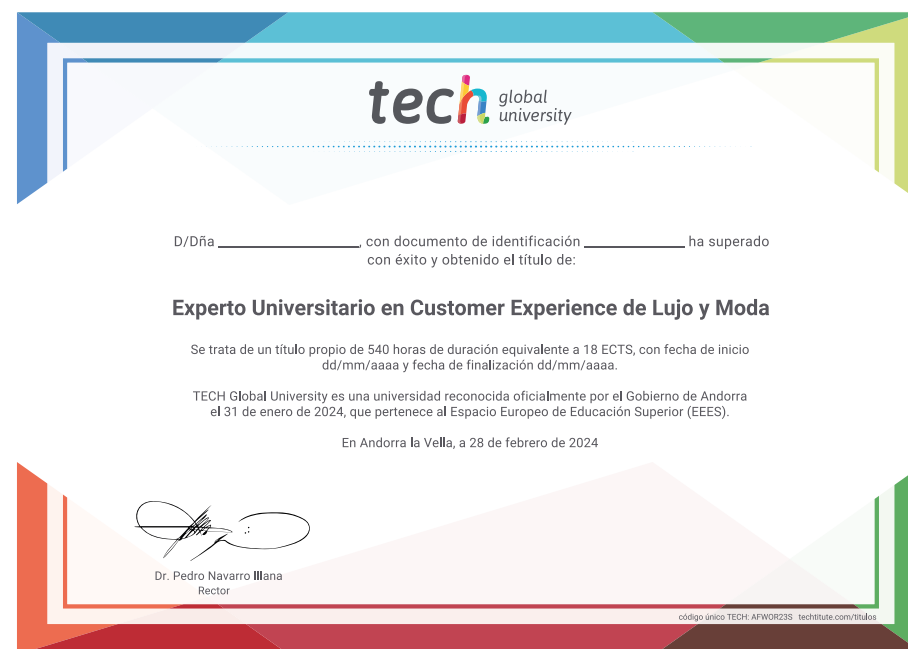 tech global university
D/Dña ____________________, con documento de identificación ______________ ha superado
con éxito y obtenido el título de:
Experto Universitario en Customer Experience de Lujo y Moda
Se trata de un título propio de 540 horas de duración equivalente a 18 ECTS, con fecha de inicio
dd/mm/aaaa y fecha de finalización dd/mm/aaaa.
TECH Global University es una universidad reconocida oficialmente por el Gobierno de Andorra
el 31 de enero de 2024, que pertenece al Espacio Europeo de Educación Superior (EEES).
En Andorra la Vella, a 28 de febrero de 2024
Dr. Pedro Navarro Illana
Rector
código único TECH: AFWOR23S techtitute.com/titulos